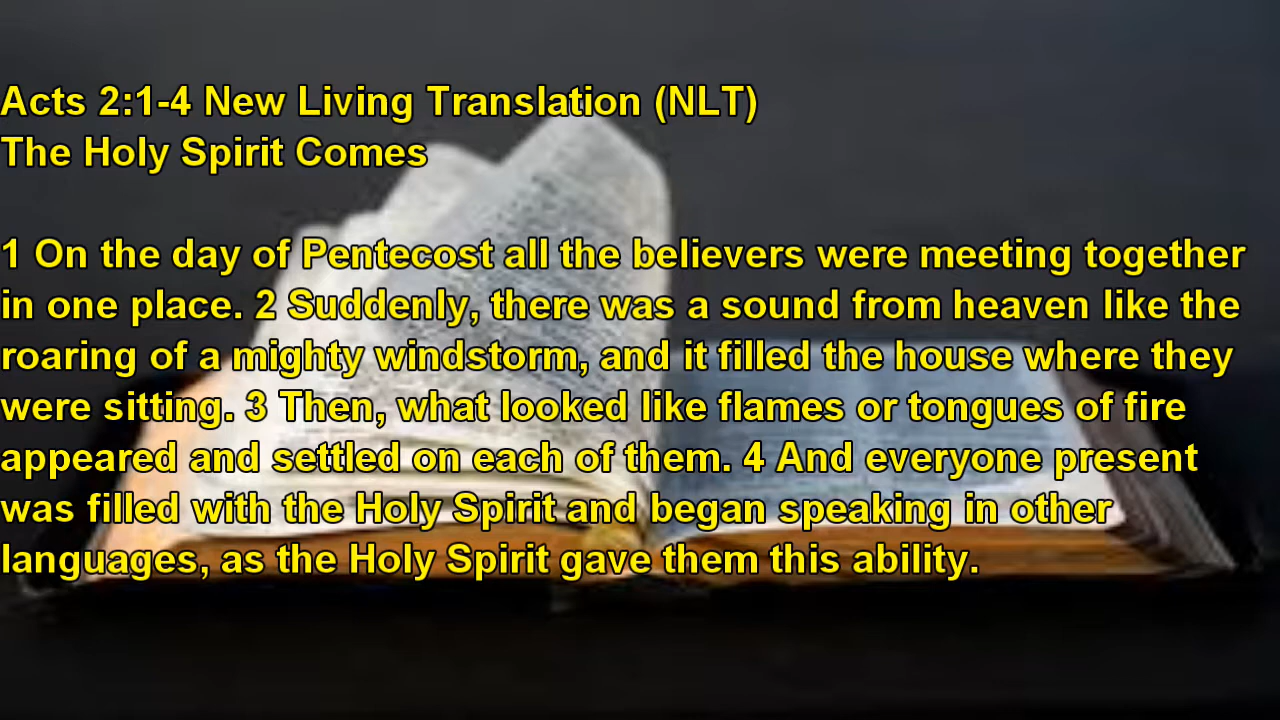 Acts 2:1-4 New Living Translation (NLT)
The Holy Spirit Comes
1 On the day of Pentecost all the believers were meeting together
in one place. 2 Suddenly, there was a sound from heaven like the
roaring of a mighty windstorm, and it filled the house where they
were sitting. 3 Then, what looked like flames or tongues of fire
appeared and settled on each of them. 4 And everyone present
was filled with the Holy Spirit and began speaking in other
languages, as the Holy Spirit gave them this ability.